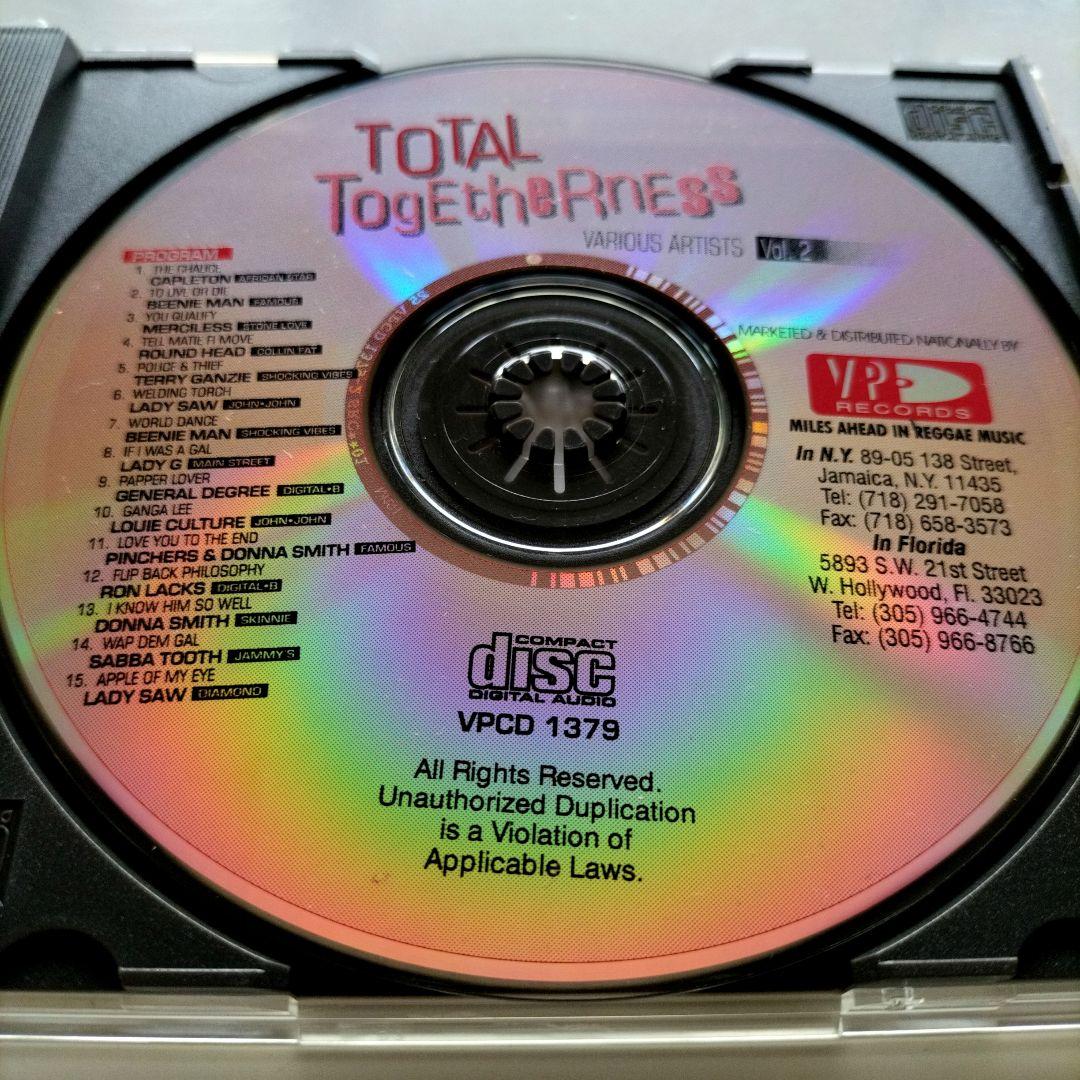 TOTAL
TogEtheRnEss
VARIOUS ARTISTS Vol. 2
PROGRAM
1. THE CHALICE
CAPLETON AFRICAN STAR
2. TO LIVE OR DIE
BEENIE MAN FAMOUS
3. YOU QUALIFY
MERCILESS STONE LOVE
4. TELL MATIE FI MOVE
ROUND HEAD COLLIN FAT
5. POLICE & THIEF
TERRY GANZIE SHOCKING VIBES
6. WELDING TORCH
LADY SAW JOHN•JOHN
7. WORLD DANCE
BEENIE MAN SHOCKING VIBES
8. IF I WAS A GAL
LADY G MAIN STREET
9. PAPPER LOVER
GENERAL DEGREE DIGITAL•B
10. GANGA LEE
LOUIE CULTURE JOHN•JOHN
11. LOVE YOU TO THE END
PINCHERS & DONNA SMITH FAMOUS
12. FLIP BACK PHILOSOPHY
RON LACKS DIGITAL•B
13. I KNOW HIM SO WELL
DONNA SMITH SKINNIE
14. WAP DEM GAL
SABBA TOOTH JAMMY'S
15. APPLE OF MY EYE
LADY SAW DIAMOND
MARKETED & DISTRIBUTED NATIONALLY BY
VP
RECORDS
MILES AHEAD IN REGGAE MUSIC
In N.Y. 89-05 138 Street,
Jamaica, N.Y. 11435
Tel: (718) 291-7058
Fax: (718) 658-3573
In Florida
5893 S.W. 21st Street
W. Hollywood, Fl. 33023
Tel: (305) 966-4744
Fax: (305) 966-8766
COMPACT
disc
DIGITAL AUDIO
VPCD 1379
All Rights Reserved.
Unauthorized Duplication
is a Violation of
Applicable Laws.
disc